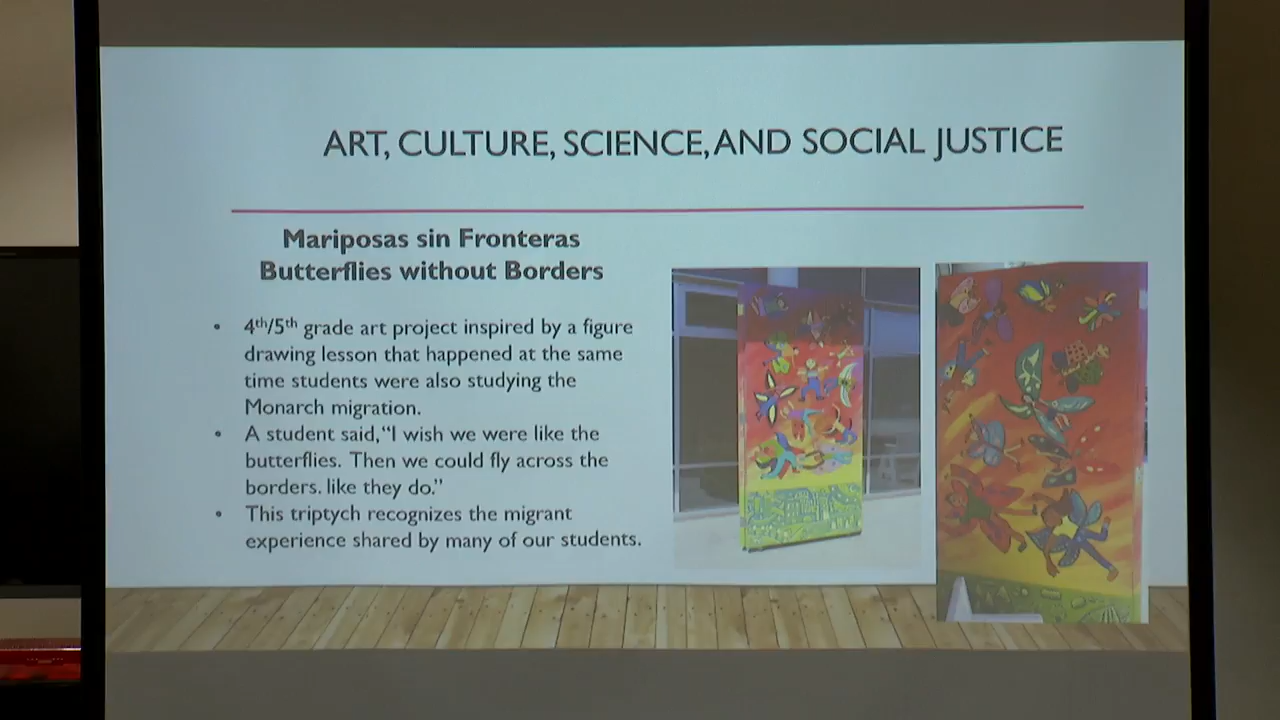 ART, CULTURE, SCIENCE, AND SOCIAL JUSTICE
Mariposas sin Fronteras
Butterflies without Borders
• 4th/5th grade art project inspired by a figure
drawing lesson that happened at the same
time students were also studying the
Monarch migration.
• A student said, “I wish we were like the
butterflies. Then we could fly across the
borders. like they do.”
• This triptych recognizes the migrant
experience shared by many of our students.